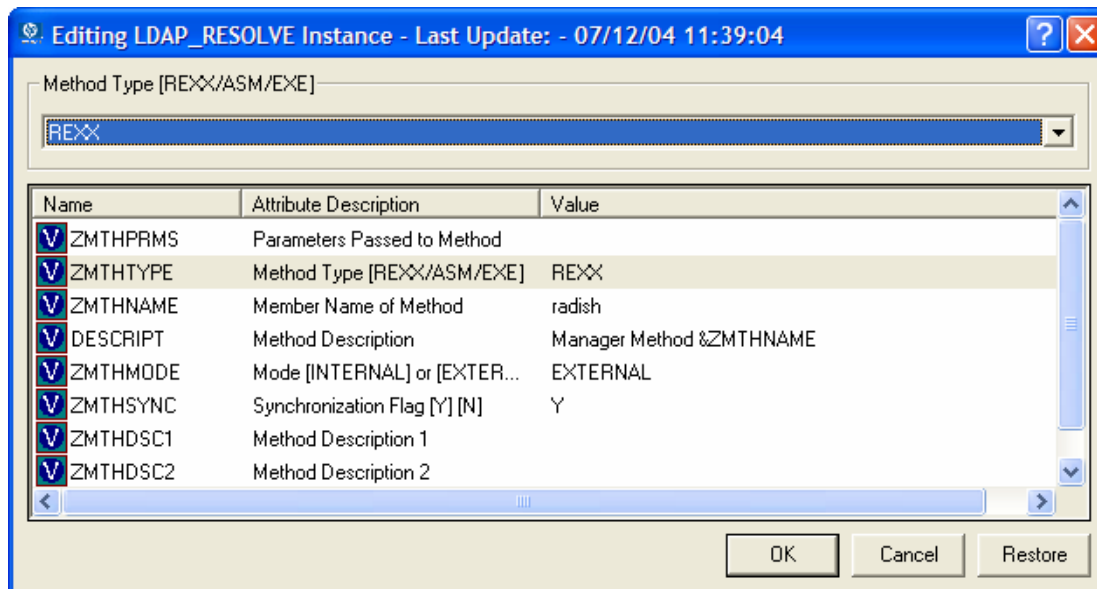 Editing LDAP_RESOLVE Instance - Last Update: - 07/12/04 11:39:04
Method Type [REXX/ASM/EXE]
REXX
Name Attribute Description Value
V ZMTHPRMS Parameters Passed to Method
V ZMTHTYPE Method Type [REXX/ASM/EXE] REXX
V ZMTHNAME Member Name of Method radish
V DESCRIPT Method Description Manager Method &ZMTHNAME
V ZMTHMODE Mode [INTERNAL] or [EXTER... EXTERNAL
V ZMTHSYNC Synchronization Flag [Y] [N] Y
V ZMTHDSC1 Method Description 1
V ZMTHDSC2 Method Description 2
OK Cancel Restore